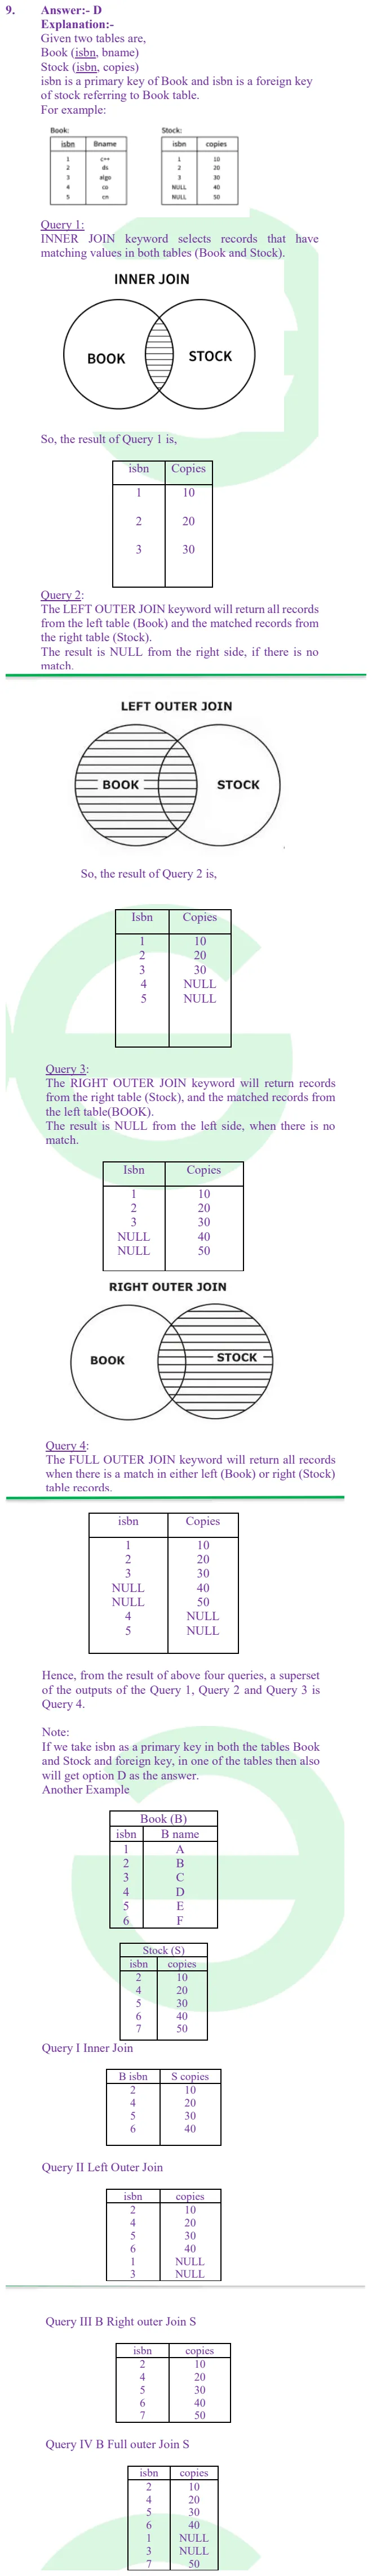 9. Answer:- D
Explanation:-
Given two tables are,
Book (isbn, bname)
Stock (isbn, copies)
isbn is a primary key of Book and isbn is a foreign key
of stock referring to Book table.
For example:
Book: Stock:
isbn Bname isbn copies
1 c++ 1 10
2 ds 2 20
3 algo 3 30
4 co NULL 40
5 cn NULL 50
Query 1:
INNER JOIN keyword selects records that have
matching values in both tables (Book and Stock).
INNER JOIN
BOOK STOCK
So, the result of Query 1 is,
isbn Copies
1 10
2 20
3 30
Query 2:
The LEFT OUTER JOIN keyword will return all records
from the left table (Book) and the matched records from
the right table (Stock).
The result is NULL from the right side, if there is no
match.
LEFT OUTER JOIN
BOOK STOCK
So, the result of Query 2 is,
Isbn Copies
1 10
2 20
3 30
4 NULL
5 NULL
Query 3:
The RIGHT OUTER JOIN keyword will return records
from the right table (Stock), and the matched records from
the left table(BOOK).
The result is NULL from the left side, when there is no
match.
Isbn Copies
1 10
2 20
3 30
NULL 40
NULL 50
RIGHT OUTER JOIN
BOOK STOCK
Query 4:
The FULL OUTER JOIN keyword will return all records
when there is a match in either left (Book) or right (Stock)
table records.
isbn Copies
1 10
2 20
3 30
NULL 40
NULL 50
4 NULL
5 NULL
Hence, from the result of above four queries, a superset
of the outputs of the Query 1, Query 2 and Query 3 is
Query 4.
Note:
If we take isbn as a primary key in both the tables Book
and Stock and foreign key, in one of the tables then also
will get option D as the answer.
Another Example
Book (B)
isbn B name
1 A
2 B
3 C
4 D
5 E
6 F
Stock (S)
isbn copies
2 10
4 20
5 30
6 40
7 50
Query I Inner Join
B isbn S copies
2 10
4 20
5 30
6 40
Query II Left Outer Join
isbn copies
2 10
4 20
5 30
6 40
1 NULL
3 NULL
Query III B Right outer Join S
isbn copies
2 10
4 20
5 30
6 40
7 50
Query IV B Full outer Join S
isbn copies
2 10
4 20
5 30
6 40
1 NULL
3 NULL
7 50